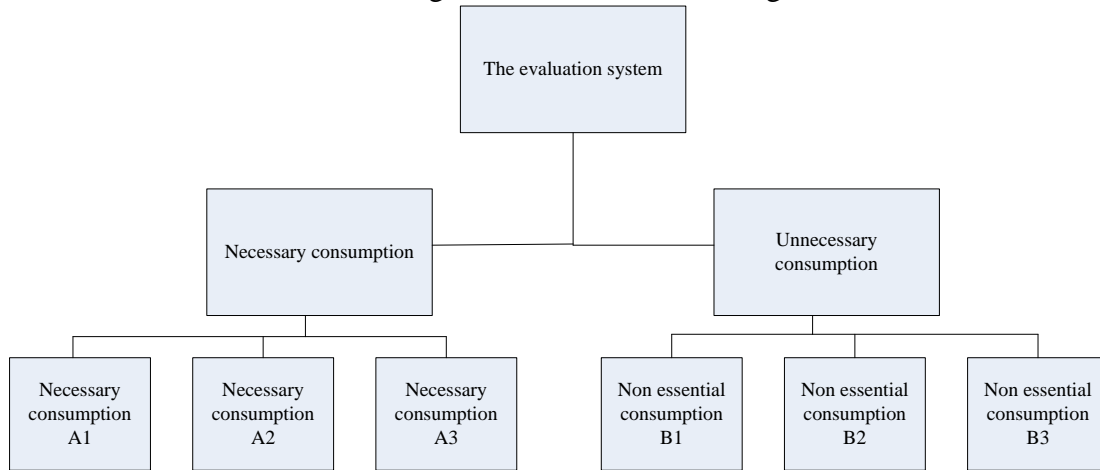 The evaluation system
Necessary consumption
Unnecessary
consumption
Necessary
consumption
A1
Necessary
consumption
A2
Necessary
consumption
A3
Non essential
consumption
B1
Non essential
consumption
B2
Non essential
consumption
B3